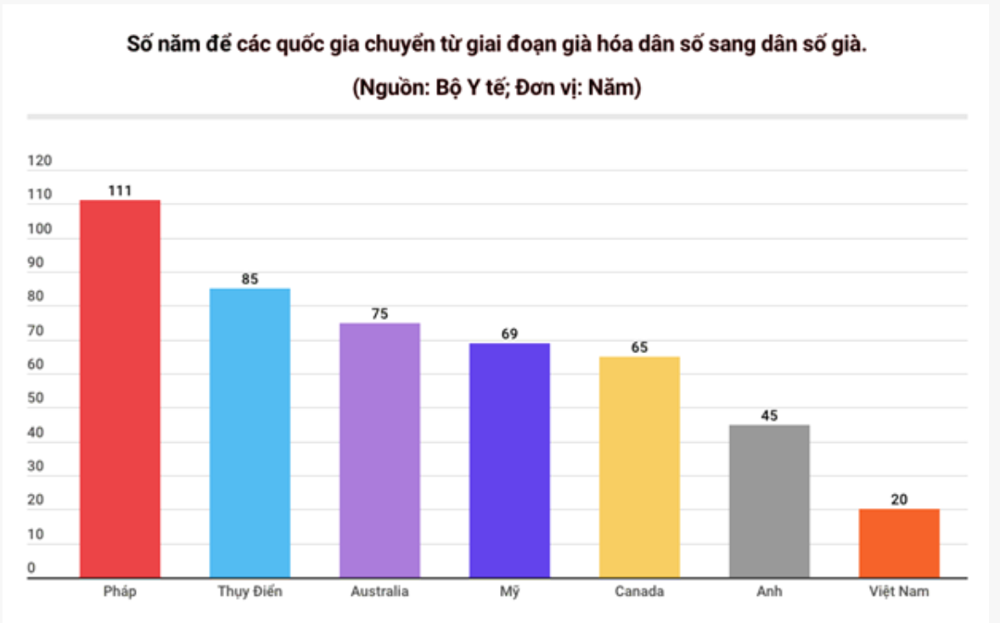 Số năm để các quốc gia chuyển từ giai đoạn già hóa dân số sang dân số già.
(Nguồn: Bộ Y tế; Đơn vị: Năm)
120
110
100
90
80
70
60
50
40
30
20
10
0
111
85
75
69
65
45
20
Pháp
Thụy Điển
Australia
Mỹ
Canada
Anh
Việt Nam